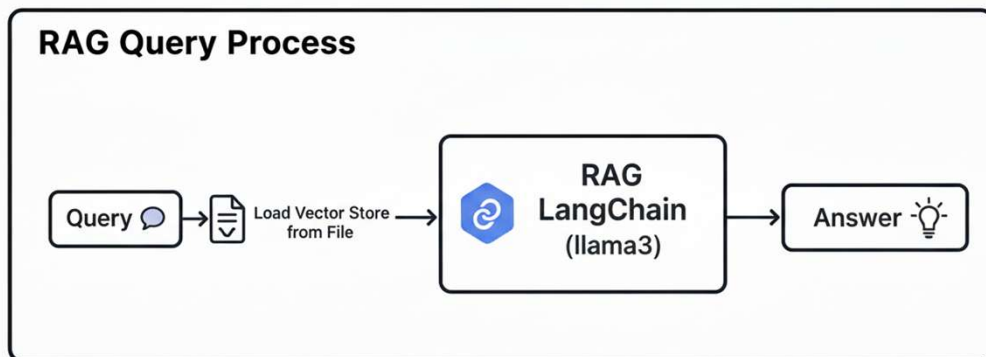 RAG Query Process
Query
Load Vector Store
from File
RAG
LangChain
(llama3)
Answer